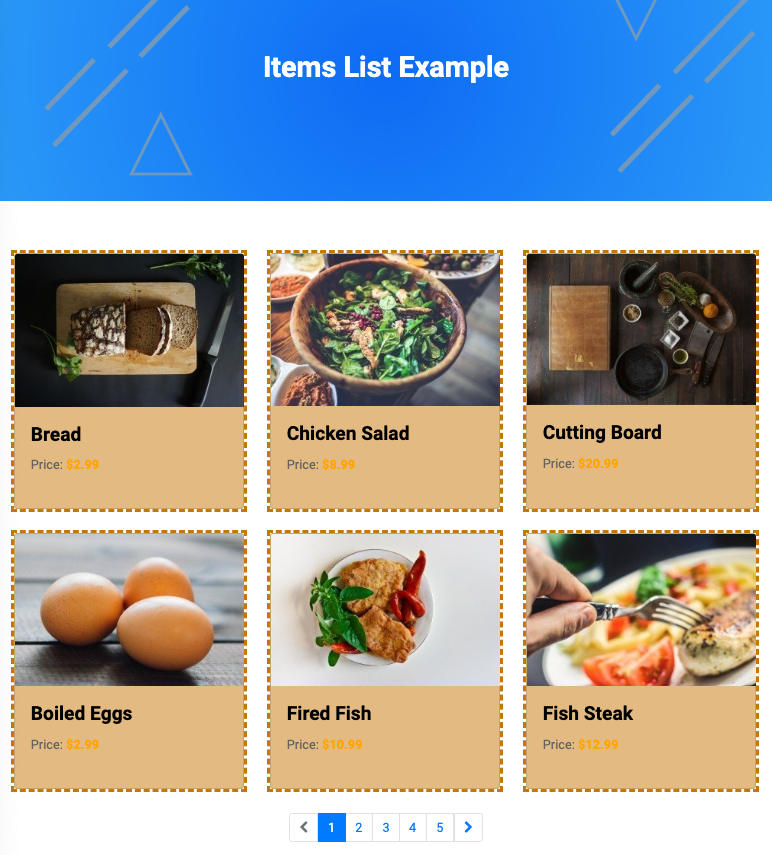 Items List Example
Bread
Price: $2.99
Chicken Salad
Price: $8.99
Cutting Board
Price: $20.99
Boiled Eggs
Price: $2.99
Fired Fish
Price: $10.99
Fish Steak
Price: $12.99
1 2 3 4 5